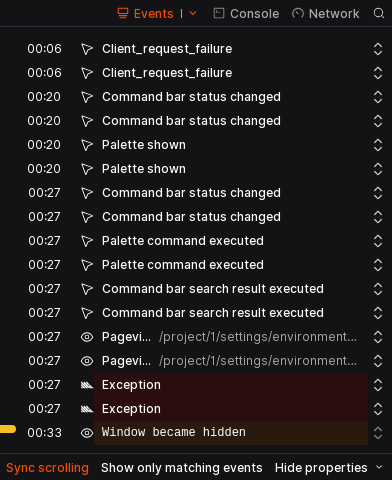 Events Console Network
00:06 Client_request_failure
00:06 Client_request_failure
00:20 Command bar status changed
00:20 Command bar status changed
00:20 Palette shown
00:20 Palette shown
00:27 Command bar status changed
00:27 Command bar status changed
00:27 Palette command executed
00:27 Palette command executed
00:27 Command bar search result executed
00:27 Command bar search result executed
00:27 Pagevi... /project/1/settings/environment...
00:27 Pagevi... /project/1/settings/environment...
00:27 Exception
00:27 Exception
00:33 Window became hidden
Sync scrolling Show only matching events Hide properties